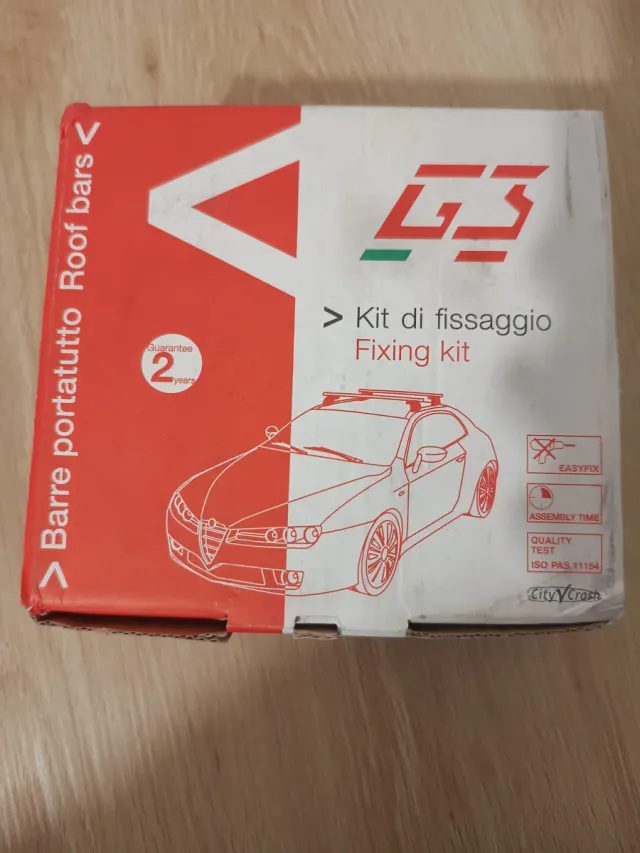 > Barre portatutto Roof bars <
G3
> Kit di fissaggio
Fixing kit
Guarantee
2 years
EASYFIX
ASSEMBLY TIME
QUALITY
TEST
ISO PAS 11154
City Crash